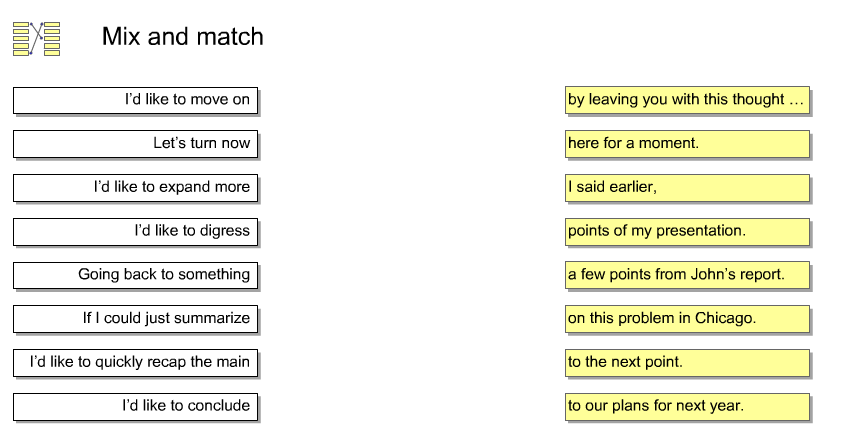 Mix and match
I’d like to move on
by leaving you with this thought …
Let’s turn now
here for a moment.
I’d like to expand more
I said earlier,
I’d like to digress
points of my presentation.
Going back to something
a few points from John’s report.
If I could just summarize
on this problem in Chicago.
I’d like to quickly recap the main
to the next point.
I’d like to conclude
to our plans for next year.